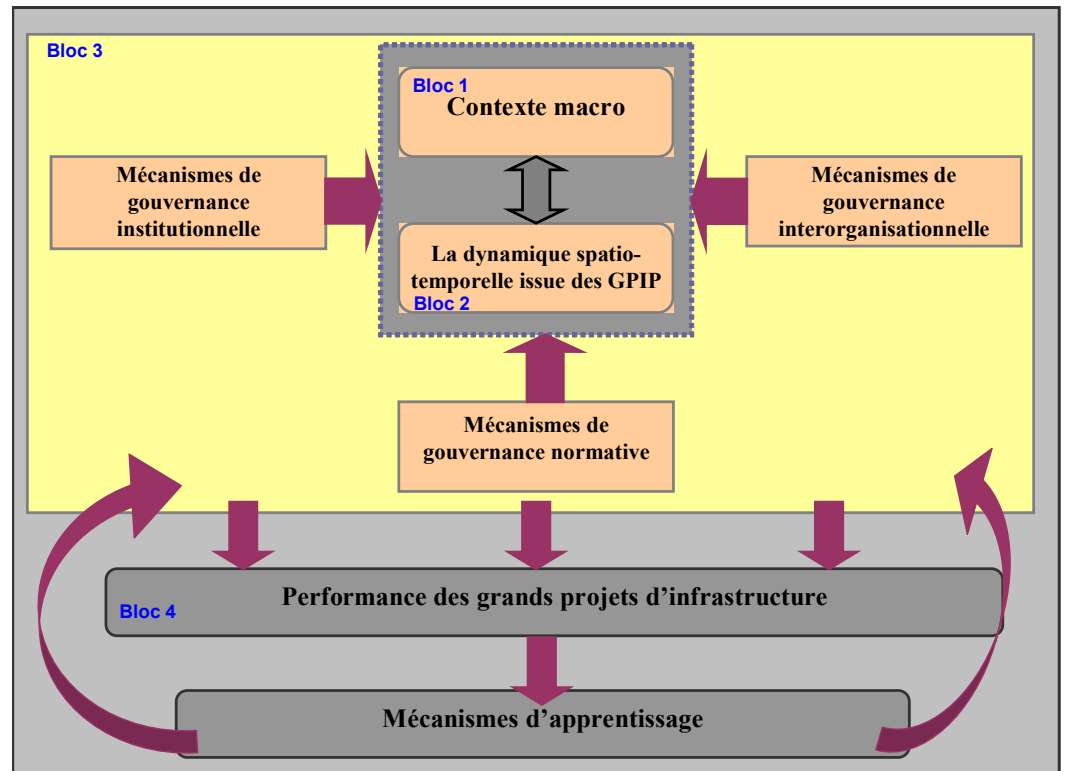 Bloc 3
Bloc 1
Contexte macro
Mécanismes de
gouvernance
institutionnelle
Mécanismes de
gouvernance
interorganisationnelle
La dynamique spatio-
temporelle issue des GPIP
Bloc 2
Mécanismes de
gouvernance normative
Performance des grands projets d’infrastructure
Bloc 4
Mécanismes d’apprentissage